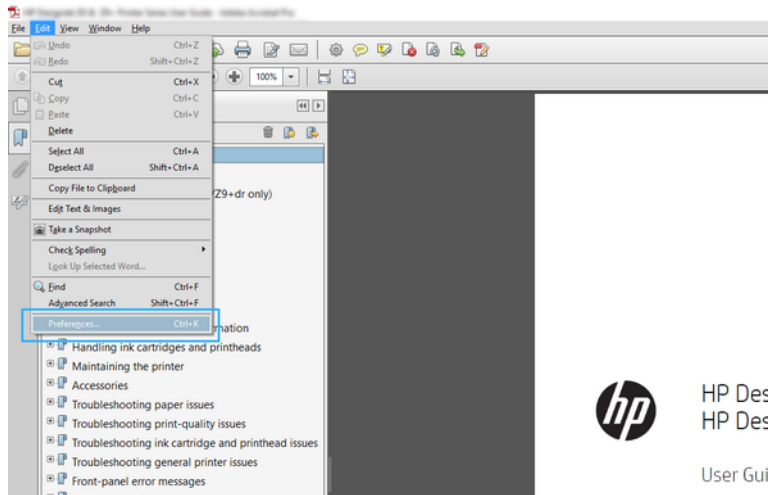 File Edit View Window Help
Undo Ctrl+Z
Redo Shift+Ctrl+Z
Cut Ctrl+X
100%
Copy Ctrl+C
Paste Ctrl+V
Delete
Select All Ctrl+A
Deselect All Shift+Ctrl+A
Copy File to Clipboard
/Z9+dr only)
Edit Text & Images
Take a Snapshot
Check Spelling
Look Up Selected Word...
Find Ctrl+F
Advanced Search Shift+Ctrl+F
Preferences... Ctrl+K
rmation
Handling ink cartridges and printheads
Maintaining the printer
Accessories
Troubleshooting paper issues
Troubleshooting print-quality issues
Troubleshooting ink cartridge and printhead issues
Troubleshooting general printer issues
Front-panel error messages
hp
HP Des
HP Des
User Gui